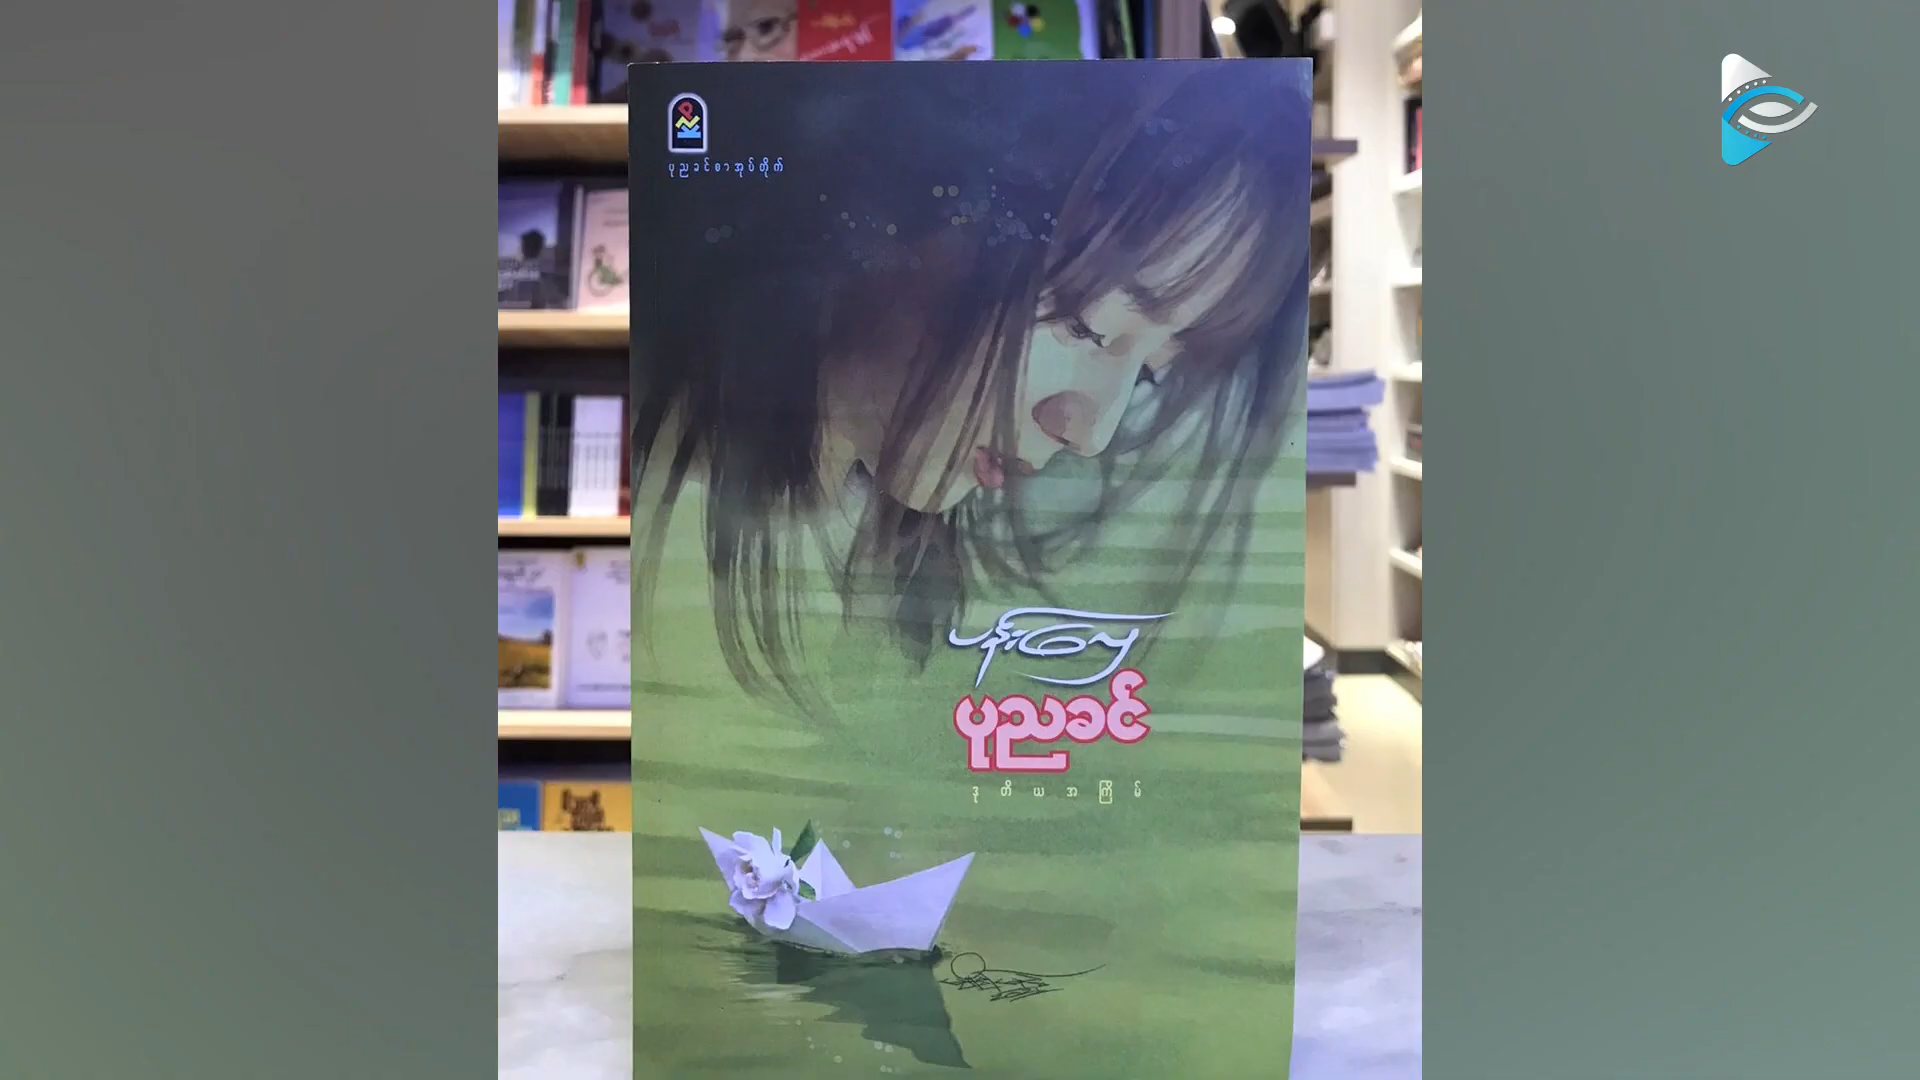 ပုညခင်စာအုပ်တိုက်
ပန်းလှေ
ပုညခင်
ဒုတိယအကြိမ်